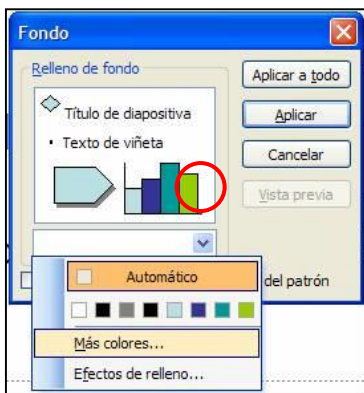 Fondo
Relleno de fondo
Título de diapositiva
• Texto de viñeta
Aplicar a todo
Aplicar
Cancelar
Vista previa
Automático
del patrón
Más colores...
Efectos de relleno...